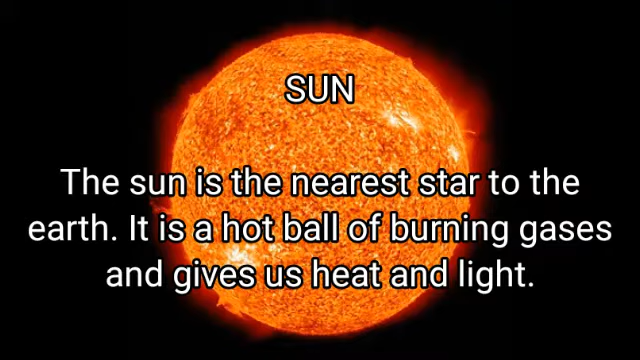 SUN
The sun is the nearest star to the
earth. It is a hot ball of burning gases
and gives us heat and light.